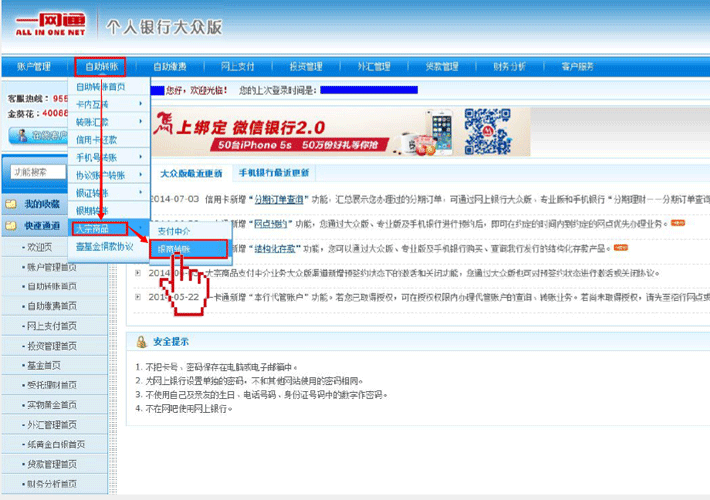 一网通
ALL IN ONE NET
个人银行大众版
账户管理
自助转账
自助缴费
网上支付
投资管理
外汇管理
贷款管理
财务分析
客户服务
您好，欢迎光临！ 您的上次登录时间是：
客服热线：955
金葵花：40088
功能搜索
我的收藏
快速通道
欢迎页
账户管理首页
自助转账首页
自助缴费首页
网上支付首页
投资管理首页
基金首页
受托理财首页
实物黄金首页
外汇管理首页
纸黄金白银首页
贷款管理首页
财务分析首页
自助转账首页
卡内互转
转账汇款
信用卡还款
手机号转账
协议账户转账
银证转账
银期转账
大宗商品
壹基金捐款协议
支付中介
银商转账
马上绑定 微信银行2.0
50台iPhone 5s 50万份好礼等你抢
大众版最近更新
手机银行最近更新
2014-07-03 信用卡新增“分期订单查询”功能，汇总展示您办理过的分期订单，可通过网上银行大众版、专业版和手机银行“分期理财——分期订单查询
新增“网点预约”功能，您通过大众版、专业版及手机银行进行预约后，即可在约定的时间内到约定的网点优先办理业务。
新增“结构化存款”功能，您可以通过大众版、专业版及手机银行购买、查询我行发行的结构化存款产品。
大宗商品支付中介业务大众版渠道新增预签约状态下的激活和关闭功能，您通过大众版也可对预签约状态进行激活或关闭协议。
2014-05-22 一卡通新增“本行代管账户”功能。若您已取得授权，可在授权权限内办理代管账户的查询、转账业务。若尚未取得授权，请先至招行网点或
安全提示
1. 不把卡号、密码保存在电脑或电子邮箱中。
2. 为网上银行设置单独的密码，不和其他网站使用的密码相同。
3. 不使用自己及亲友的生日、电话号码、身份证号码中的数字作密码。
4. 不在网吧使用网上银行。